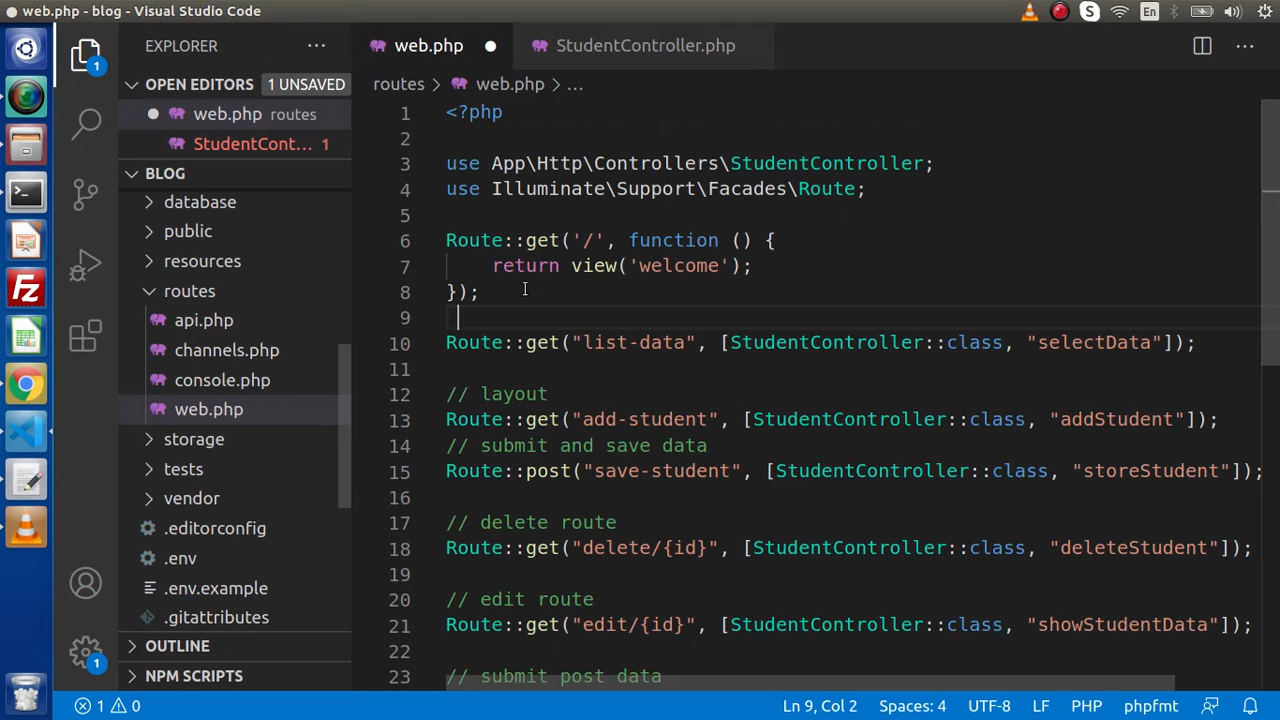 web.php - blog - Visual Studio Code
En
EXPLORER
web.php
StudentController.php
1
OPEN EDITORS
1 UNSAVED
routes
web.php
...
web.php routes
StudentCont... 1
BLOG
database
public
resources
routes
api.php
channels.php
console.php
web.php
storage
tests
vendor
.editorconfig
.env
.env.example
.gitattributes
OUTLINE
NPM SCRIPTS
1
1 <?php
2
3 use App\Http\Controllers\StudentController;
4 use Illuminate\Support\Facades\Route;
5
6 Route::get('/', function () {
7 return view('welcome');
8 });
9
10 Route::get("list-data", [StudentController::class, "selectData"]);
11
12 // layout
13 Route::get("add-student", [StudentController::class, "addStudent"]);
14 // submit and save data
15 Route::post("save-student", [StudentController::class, "storeStudent"]);
16
17 // delete route
18 Route::get("delete/{id}", [StudentController::class, "deleteStudent"]);
19
20 // edit route
21 Route::get("edit/{id}", [StudentController::class, "showStudentData"]);
22
23 // submit post data
1 0
Ln 9, Col 2
Spaces: 4
UTF-8
LF
PHP
phpfmt